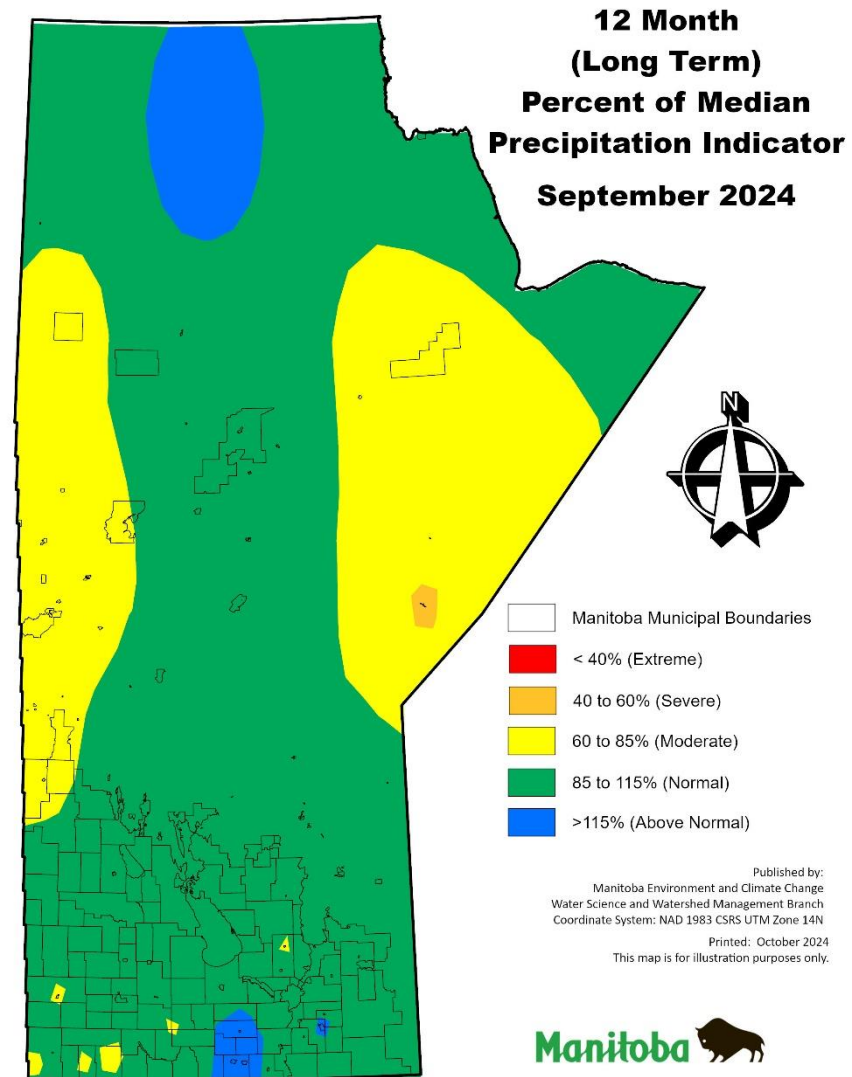 12 Month
(Long Term)
Percent of Median
Precipitation Indicator
September 2024
N
Manitoba Municipal Boundaries
< 40% (Extreme)
40 to 60% (Severe)
60 to 85% (Moderate)
85 to 115% (Normal)
>115% (Above Normal)
Published by:
Manitoba Environment and Climate Change
Water Science and Watershed Management Branch
Coordinate System: NAD 1983 CSRS UTM Zone 14N
Printed: October 2024
This map is for illustration purposes only.
Manitoba